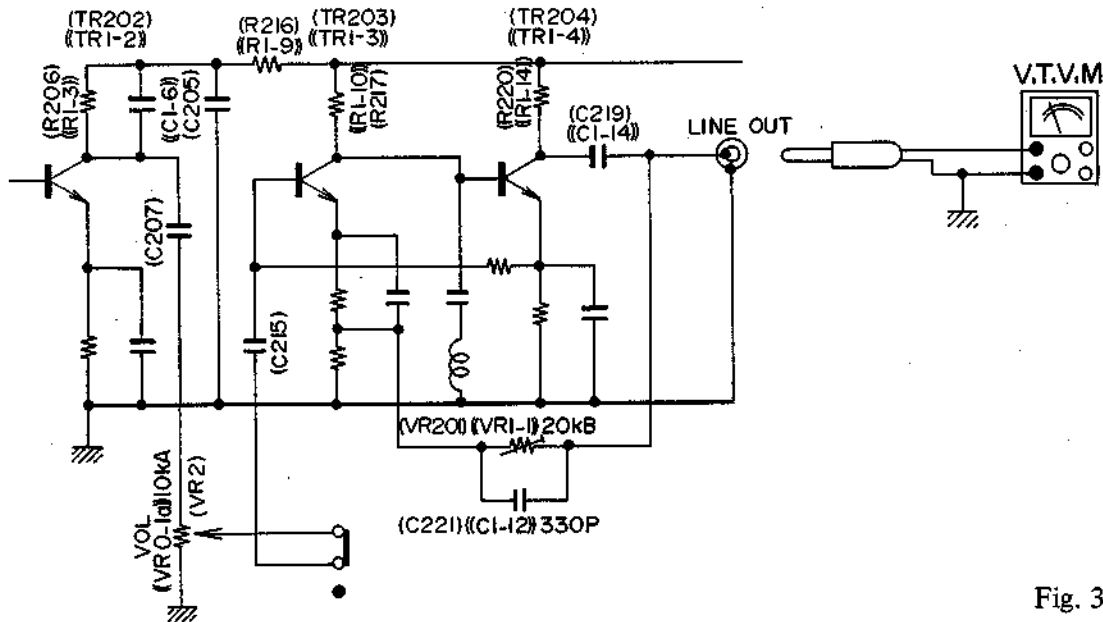 (TR202)
((TR1-2))
(R206)
((R1-3))
((C1-6))
(C205)
(C207)
(R216)
((R1-9))
(TR203)
((TR1-3))
((R1-10))
(R217)
(C215)
(TR204)
((TR1-4))
(R220)
((R1-14))
(C219)
((C1-14))
LINE OUT
V.T.V.M
(VR201) ((VR1-1)) 20kB
(C221) ((C1-12)) 330P
VOL
((VR0-1a)) 10kA
(VR2)
Fig. 3